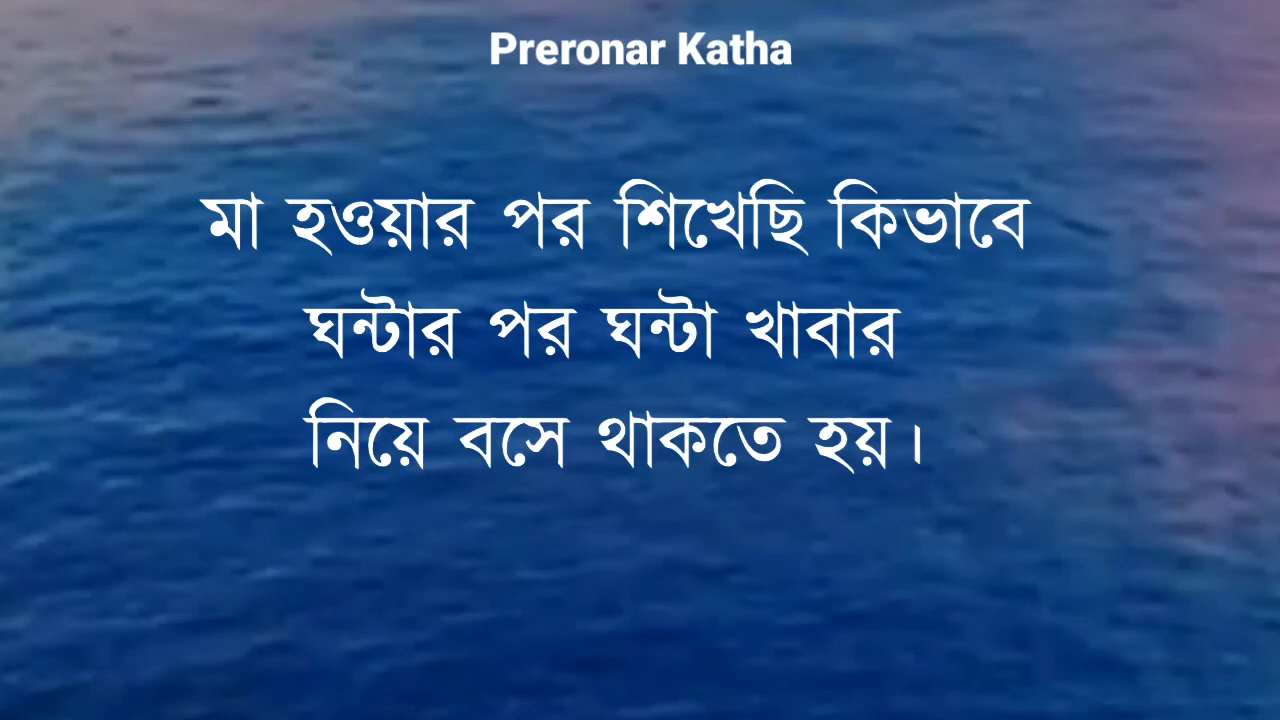 Preronar Katha
মা হওয়ার পর শিখেছি কিভাবে
ঘন্টার পর ঘন্টা খাবার
নিয়ে বসে থাকতে হয়।